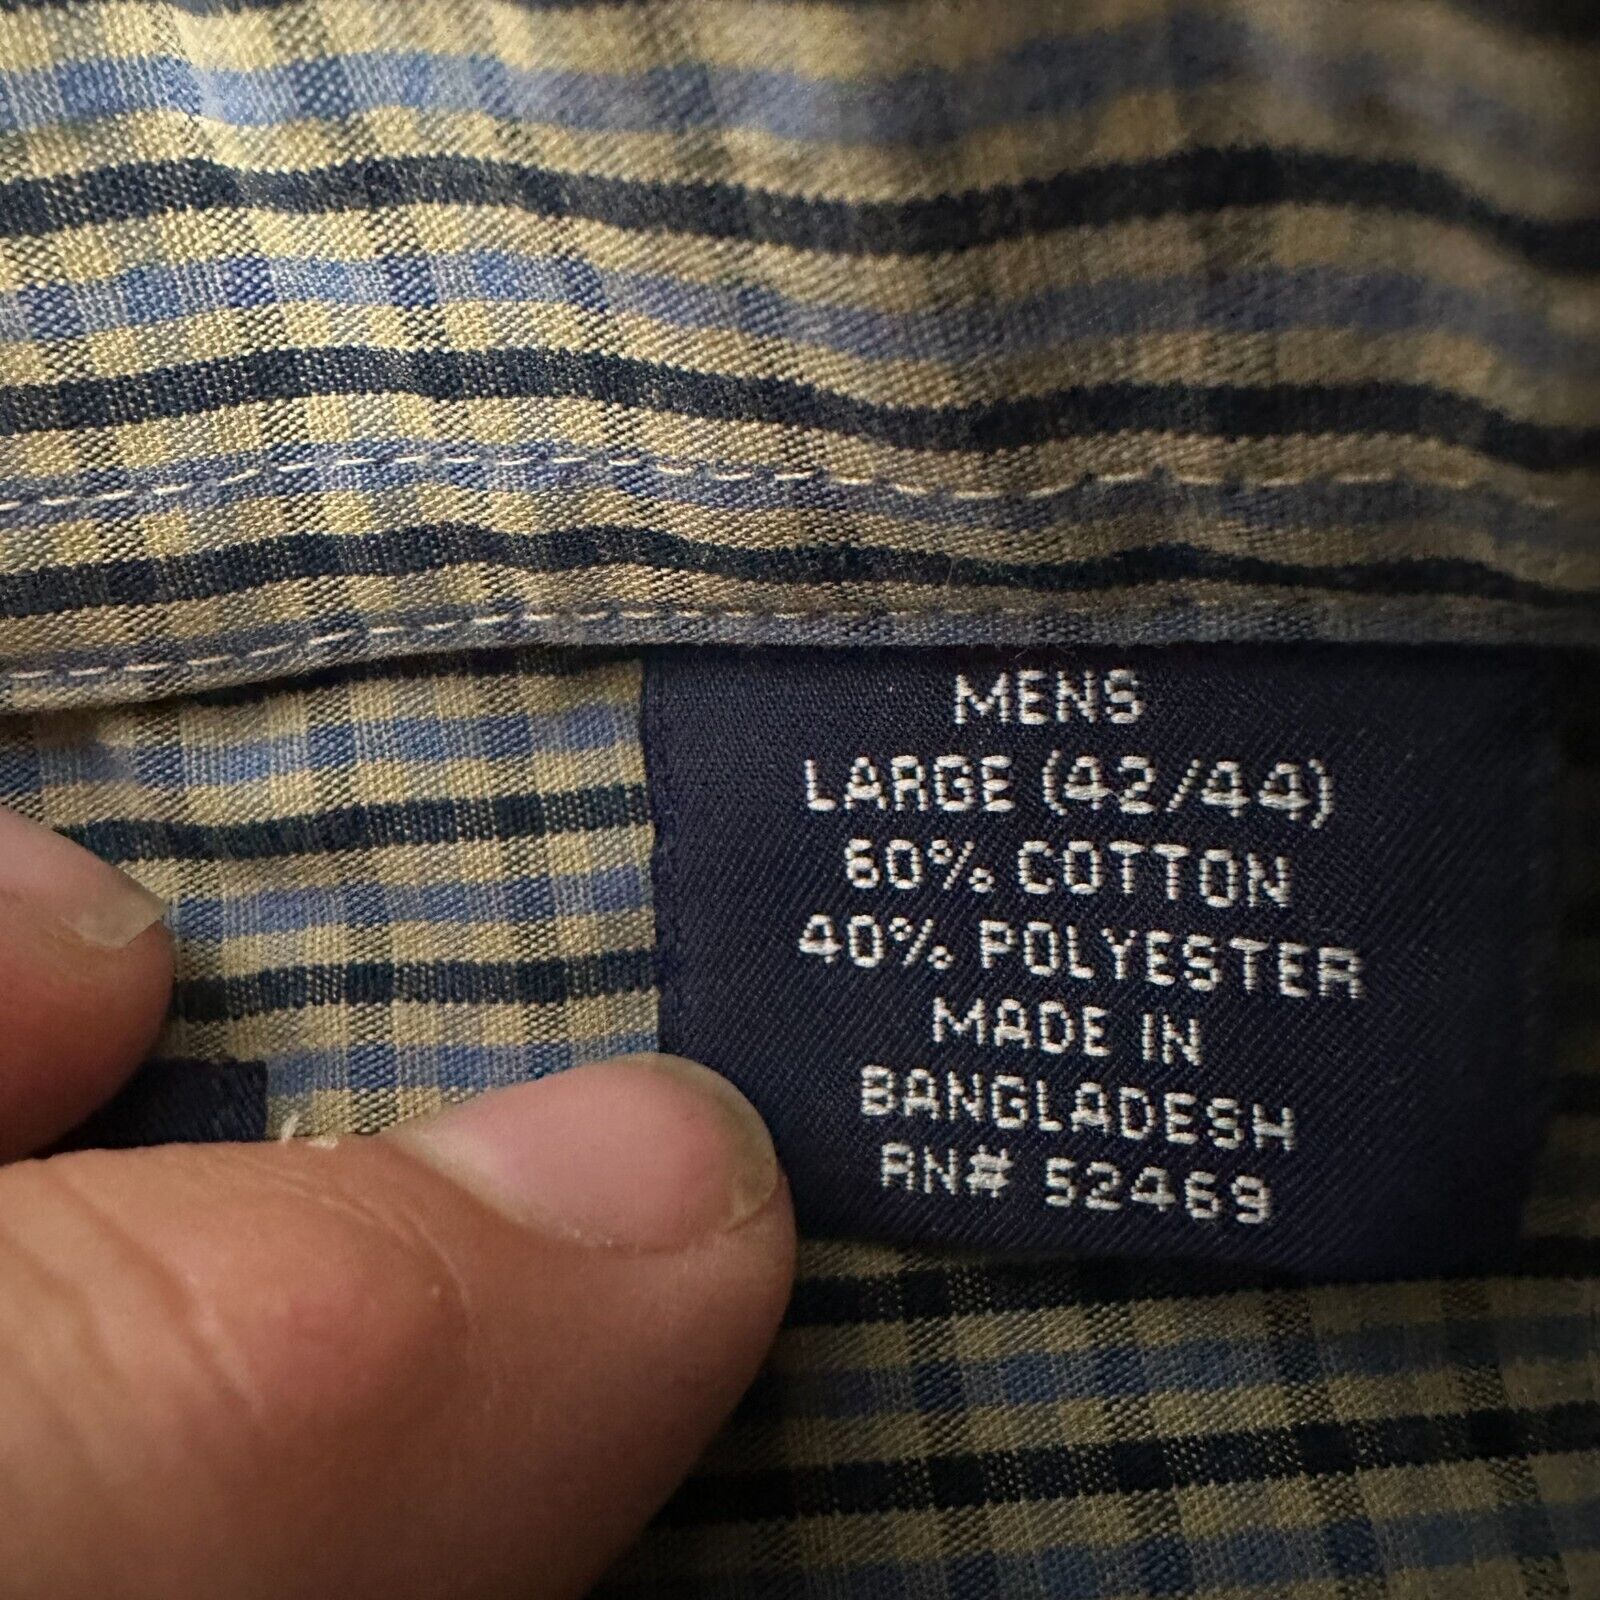 MENS
LARGE (42/44)
60% COTTON
40% POLYESTER
MADE IN
BANGLADESH
RN# 52469